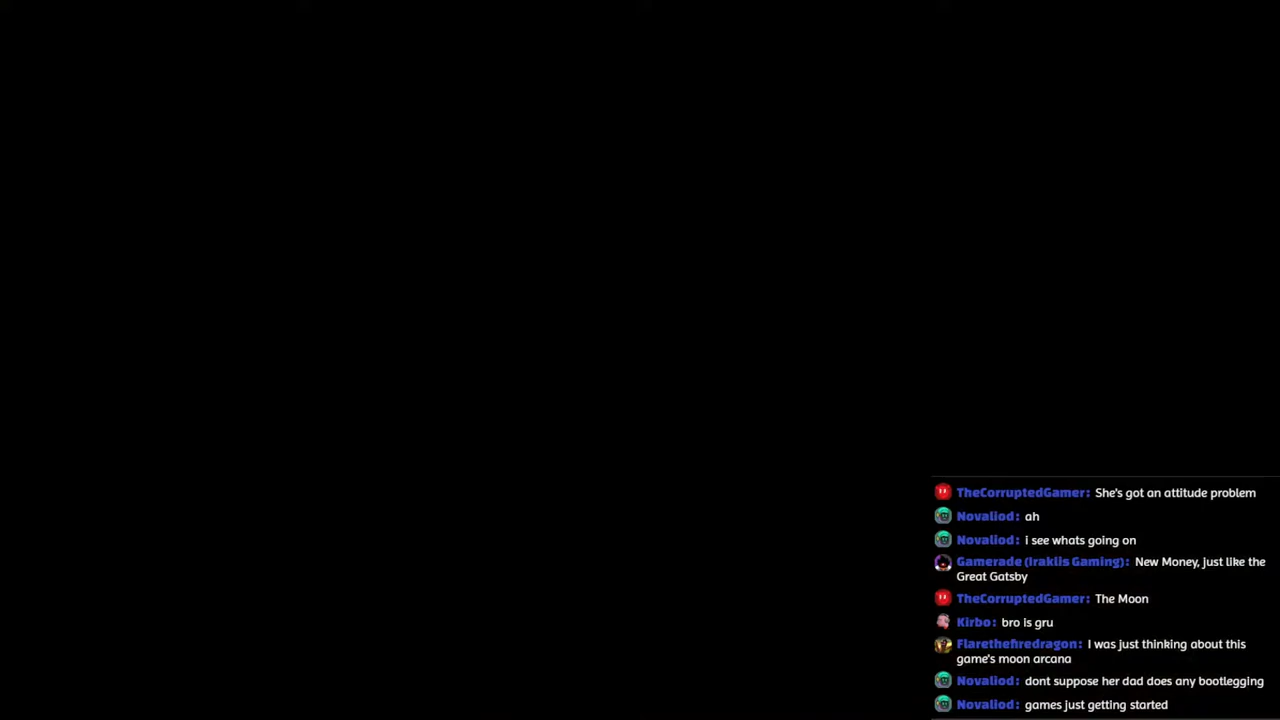 TheCorruptedGamer: She's got an attitude problem
Novaliod: ah
Novaliod: i see whats going on
Gamerade (Iraklis Gaming): New Money, just like the
Great Gatsby
TheCorruptedGamer: The Moon
Kirbo: bro is gru
Flarethefiredragon: I was just thinking about this
game's moon arcana
Novaliod: dont suppose her dad does any bootlegging
Novaliod: games just getting started